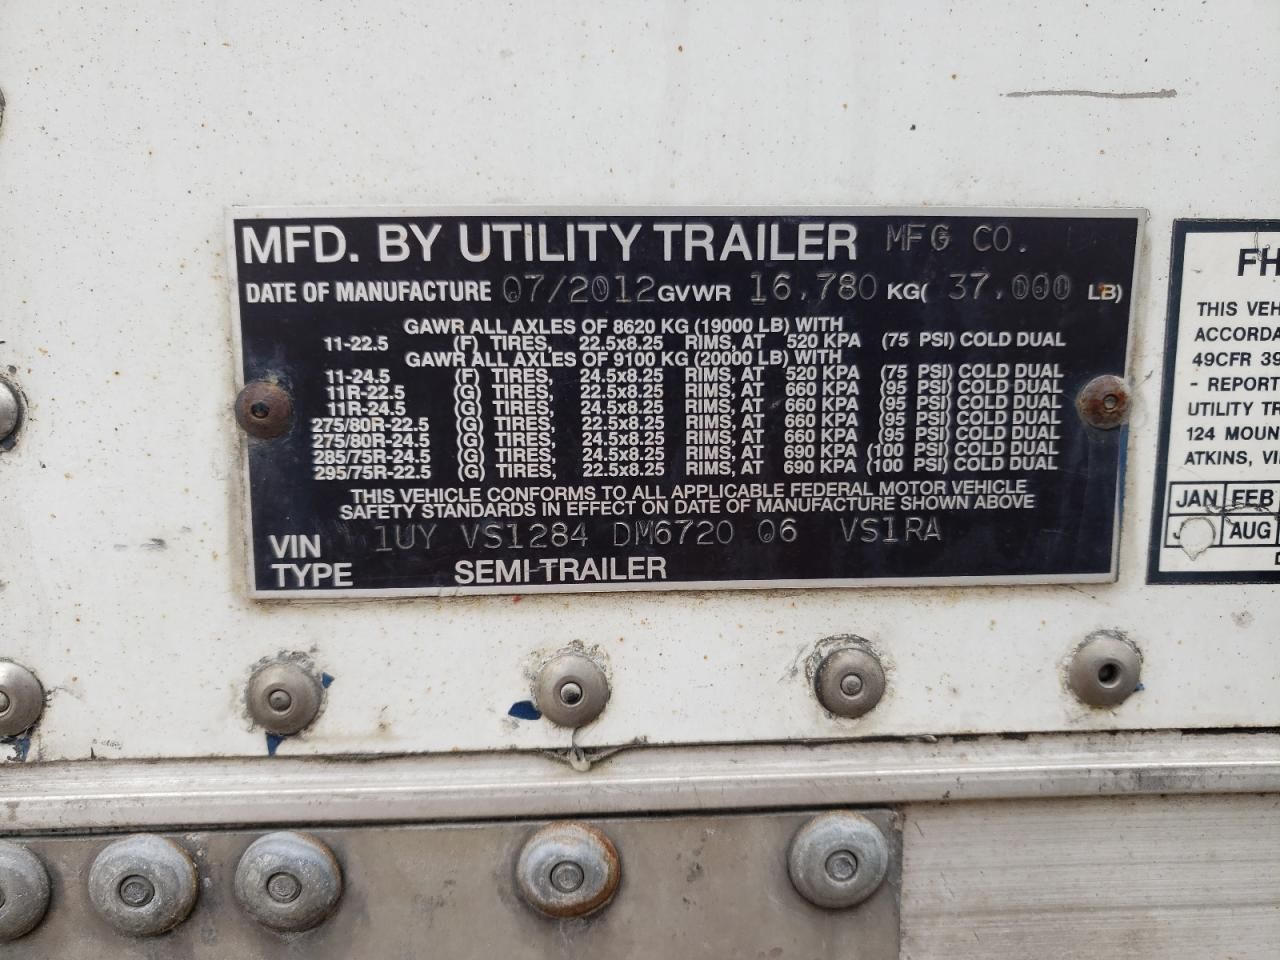 MFD. BY UTILITY TRAILER MFG CO.
DATE OF MANUFACTURE 07/2012 GVWR 16,780 KG( 37,000 LB)
GAWR ALL AXLES OF 8620 KG (19000 LB) WITH
11-22.5 (F) TIRES, 22.5x8.25 RIMS, AT 520 KPA (75 PSI) COLD DUAL
GAWR ALL AXLES OF 9100 KG (20000 LB) WITH
11-24.5 (F) TIRES, 24.5x8.25 RIMS, AT 520 KPA (75 PSI) COLD DUAL
11R-22.5 (G) TIRES, 22.5x8.25 RIMS, AT 660 KPA (95 PSI) COLD DUAL
11R-24.5 (G) TIRES, 24.5x8.25 RIMS, AT 660 KPA (95 PSI) COLD DUAL
275/80R-22.5 (G) TIRES, 22.5x8.25 RIMS, AT 660 KPA (95 PSI) COLD DUAL
275/80R-24.5 (G) TIRES, 24.5x8.25 RIMS, AT 660 KPA (95 PSI) COLD DUAL
285/75R-24.5 (G) TIRES, 24.5x8.25 RIMS, AT 690 KPA (100 PSI) COLD DUAL
295/75R-22.5 (G) TIRES, 22.5x8.25 RIMS, AT 690 KPA (100 PSI) COLD DUAL
THIS VEHICLE CONFORMS TO ALL APPLICABLE FEDERAL MOTOR VEHICLE
SAFETY STANDARDS IN EFFECT ON DATE OF MANUFACTURE SHOWN ABOVE
VIN 1UY VS1284 DM6720 06 VS1RA
TYPE SEMI-TRAILER
FH
THIS VEH
ACCORDA
49CFR 39
- REPORT
UTILITY TR
124 MOUN
ATKINS, VI
JAN FEB
AUG